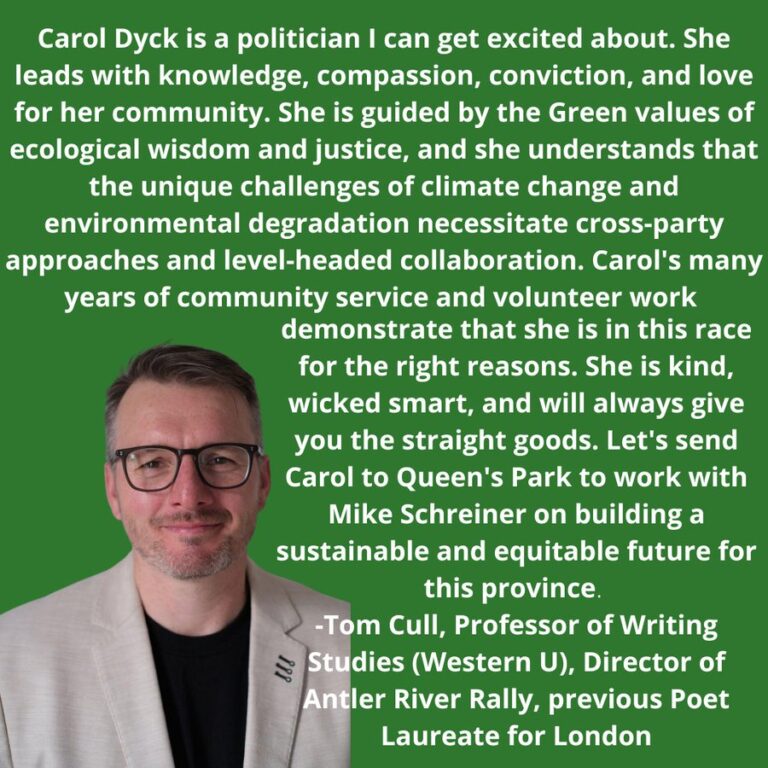 Carol Dyck is a politician I can get excited about. She
leads with knowledge, compassion, conviction, and love
for her community. She is guided by the Green values of
ecological wisdom and justice, and she understands that
the unique challenges of climate change and
environmental degradation necessitate cross-party
approaches and level-headed collaboration. Carol's many
years of community service and volunteer work
demonstrate that she is in this race
for the right reasons. She is kind,
wicked smart, and will always give
you the straight goods. Let's send
Carol to Queen's Park to work with
Mike Schreiner on building a
sustainable and equitable future for
this province.
-Tom Cull, Professor of Writing
Studies (Western U), Director of
Antler River Rally, previous Poet
Laureate for London